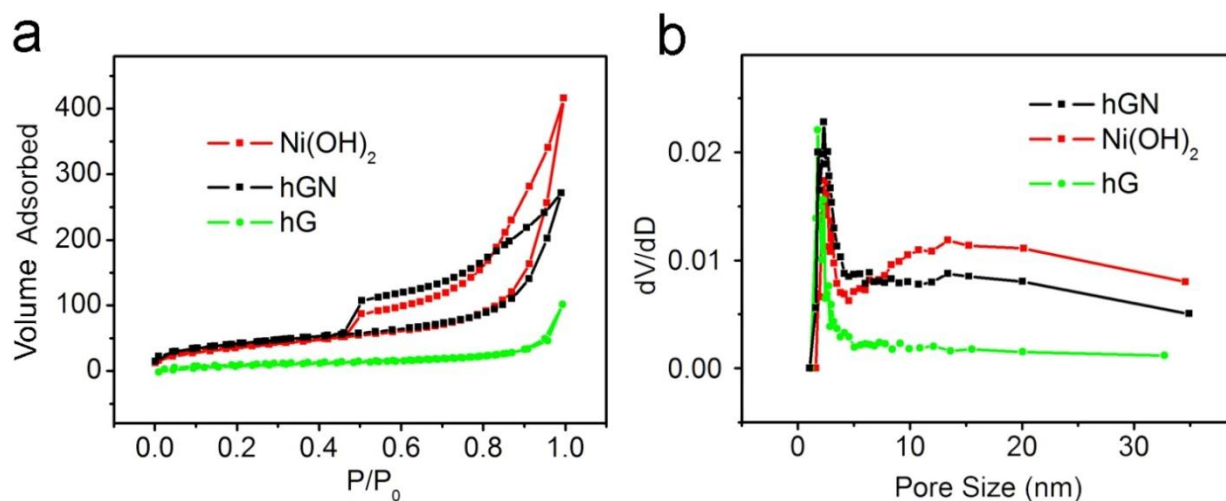 a
Volume Adsorbed
400
300
200
100
0
Ni(OH)₂
hGN
hG
0.0 0.2 0.4 0.6 0.8 1.0
P/P₀
b
dV/dD
0.02
0.01
0.00
hGN
Ni(OH)₂
hG
0 10 20 30
Pore Size (nm)